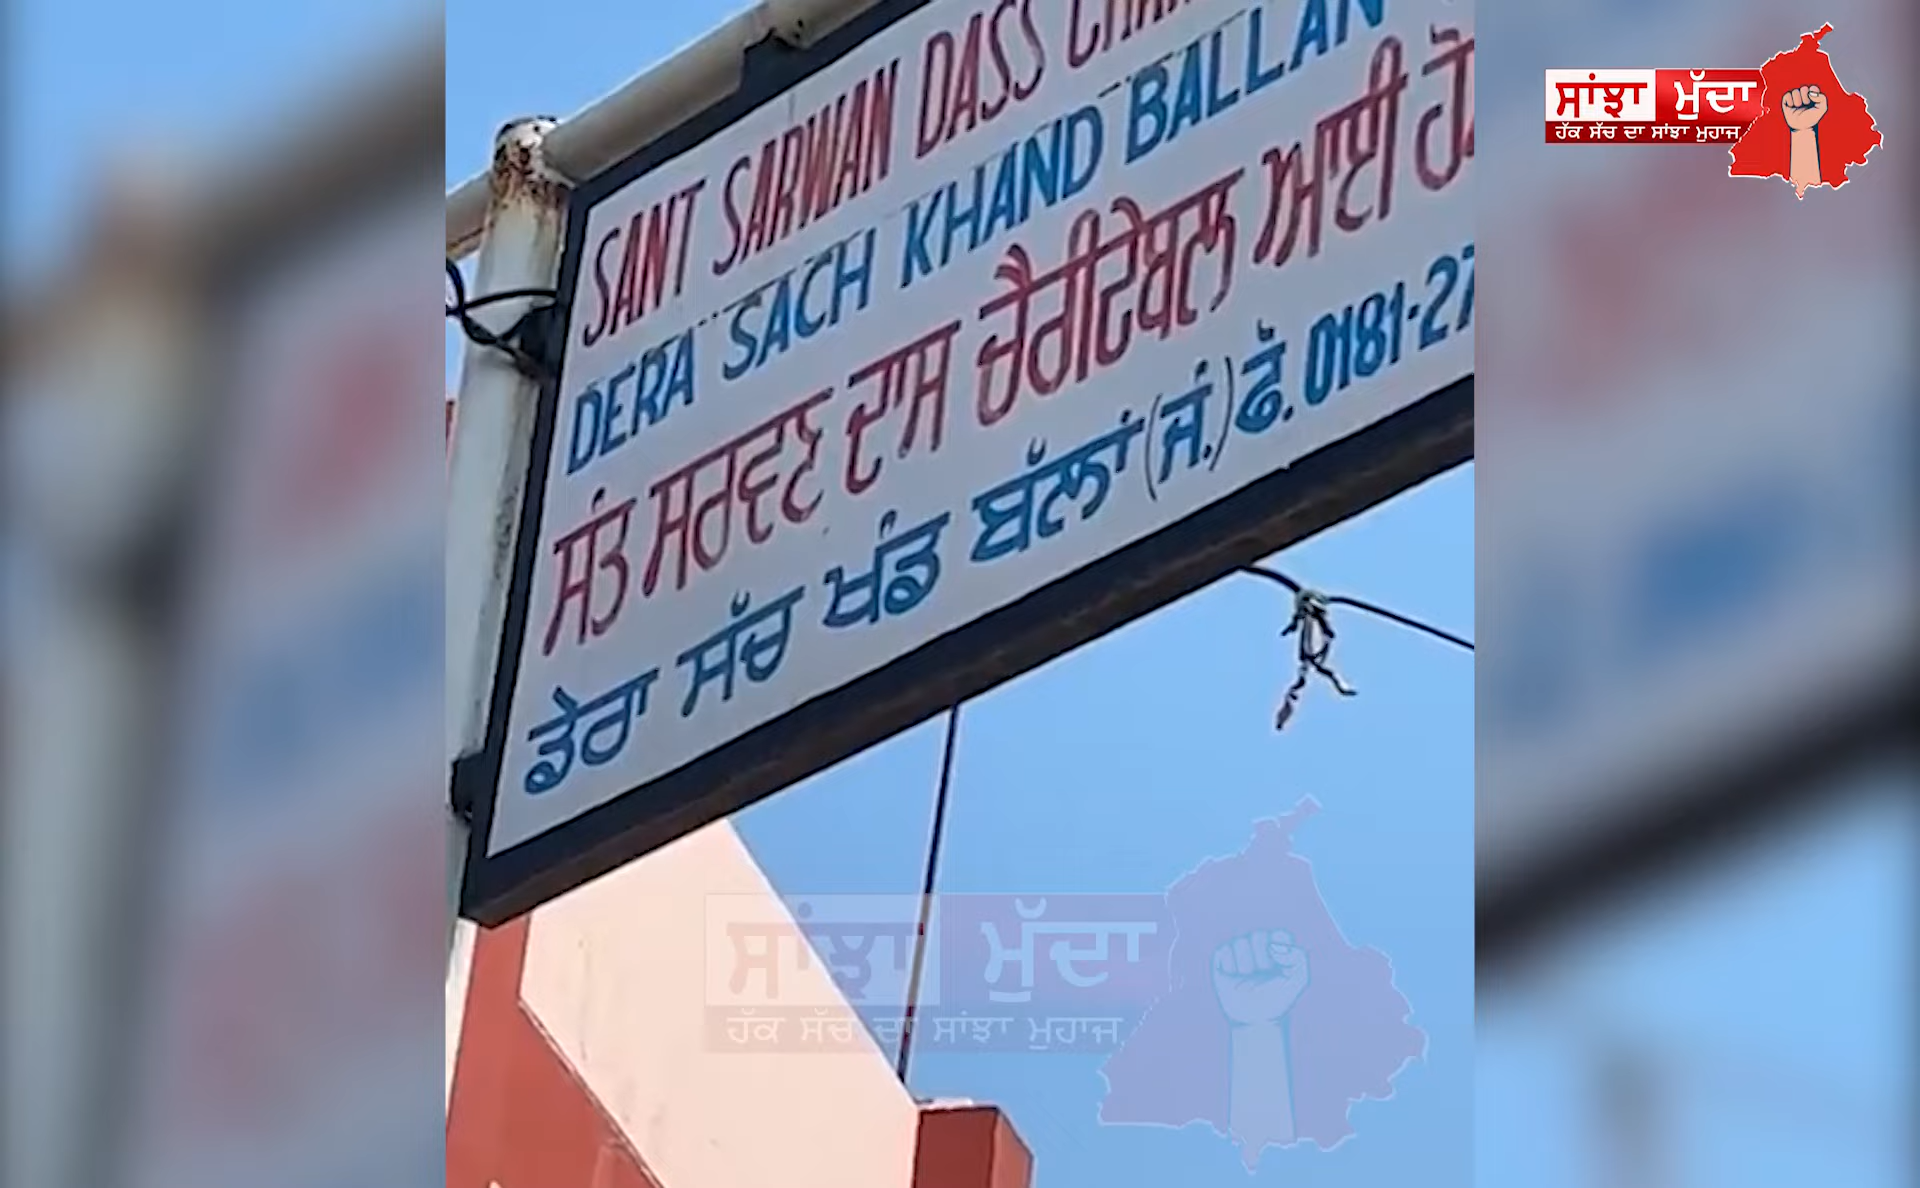 SANT SARWAN DASS
DERA SACH KHAND BALLAN
ਸੰਤ ਸਰਵਣ ਦਾਸ ਚੈਰੀਟੇਬਲ ਆਈ
ਡੇਰਾ ਸੱਚ ਖੰਡ ਬੱਲਾਂ (ਜ.) ਫੋ. 0181-27
ਸਾਂਝਾ ਮੁੱਦਾ
ਹੱਕ ਸੱਚ ਦਾ ਸਾਂਝਾ ਮੁਹਾਜ਼
ਸਾਂਝਾ ਮੁੱਦਾ
ਹੱਕ ਸੱਚ ਦਾ ਸਾਂਝਾ ਮੁਹਾਜ਼